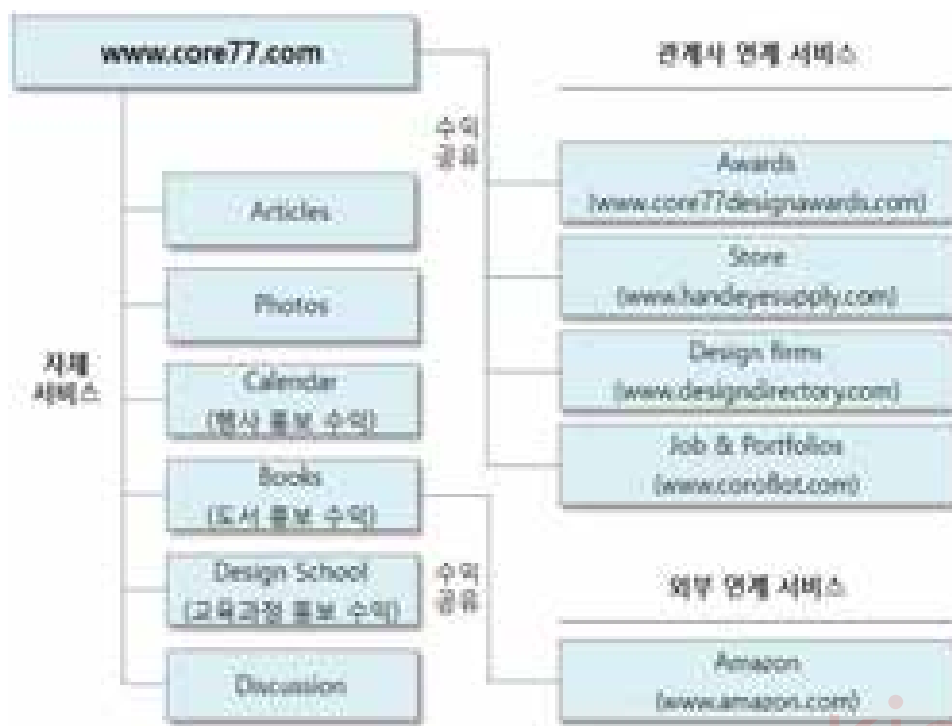 www.core77.com
관계사 연계 서비스
수익
공유
Awards
(www.core77designawards.com)
Articles
Store
(www.handeyesupply.com)
Photos
Design firms
(www.designdirectory.com)
자체
서비스
Calendar
(행사 홍보 수익)
Job & Portfolios
(www.coroflot.com)
Books
(도서 홍보 수익)
Design School
(교육과정 홍보 수익)
수익
공유
외부 연계 서비스
Discussion
Amazon
(www.amazon.com)